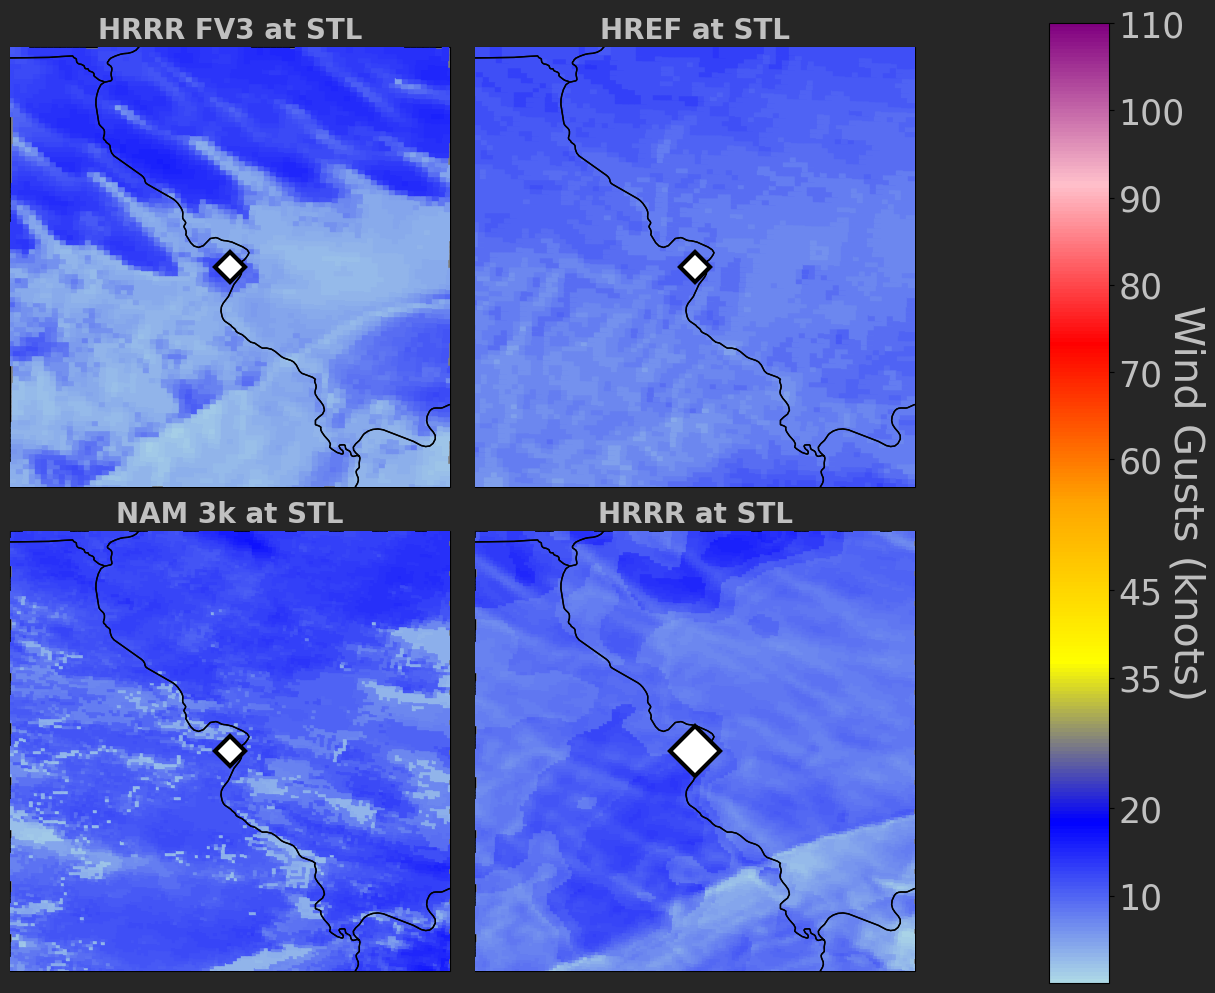 HRRR FV3 at STL
HREF at STL
NAM 3k at STL
HRRR at STL
110
100
90
80
70
60
45
35
20
10
Wind Gusts (knots)